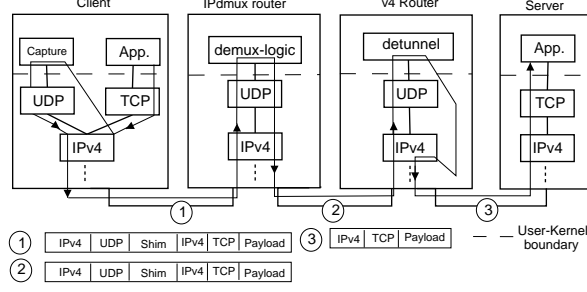 Client
IPdmux router
v4 Router
Server
Capture
App.
demux-logic
detunnel
App.
UDP
TCP
UDP
UDP
TCP
IPv4
IPv4
IPv4
IPv4
1
2
3
1 IPv4 UDP Shim IPv4 TCP Payload
3 IPv4 TCP Payload
User-Kernel
boundary
2 IPv4 UDP Shim IPv4 TCP Payload